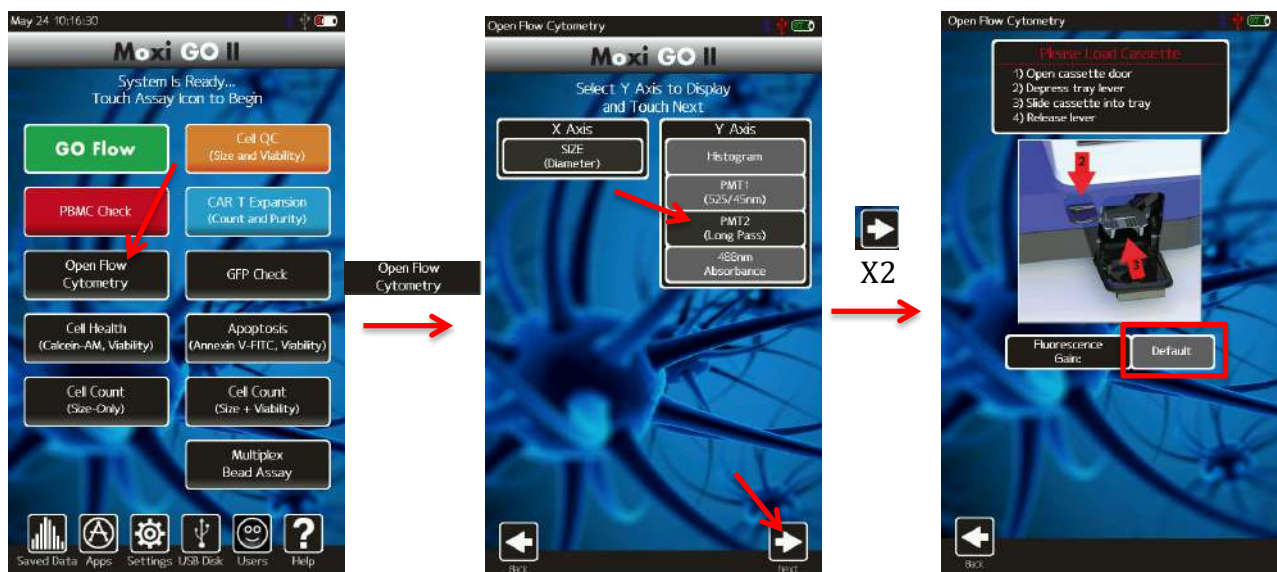 May 24 10:16:30
Moxi GO II
System Is Ready...
Touch Assay Icon to Begin
GO Flow
Cell QC
(Size and Viability)
PBMC Check
CAR T Expansion
(Count and Purity)
Open Flow
Cytometry
GFP Check
Cell Health
(Calcein-AM, Viability)
Apoptosis
(Annexin V-FITC, Viability)
Cell Count
(Size-Only)
Cell Count
(Size + Viability)
Multiplex
Bead Assay
Saved Data
Apps
Settings
USB Disk
Users
?
Help
Open Flow
Cytometry
Open Flow Cytometry
Moxi GO II
Select Y Axis to Display
and Touch Next
X Axis
SIZE
(Diameter)
Y Axis
Histogram
PMT1
(525/45nm)
PMT2
(Long Pass)
488nm
Absorbance
Back
Next
X2
Open Flow Cytometry
Please Load Cassette
1) Open cassette door
2) Depress tray lever
3) Slide cassette into tray
4) Release lever
2
3
Fluorescence
Gain:
Default
Back